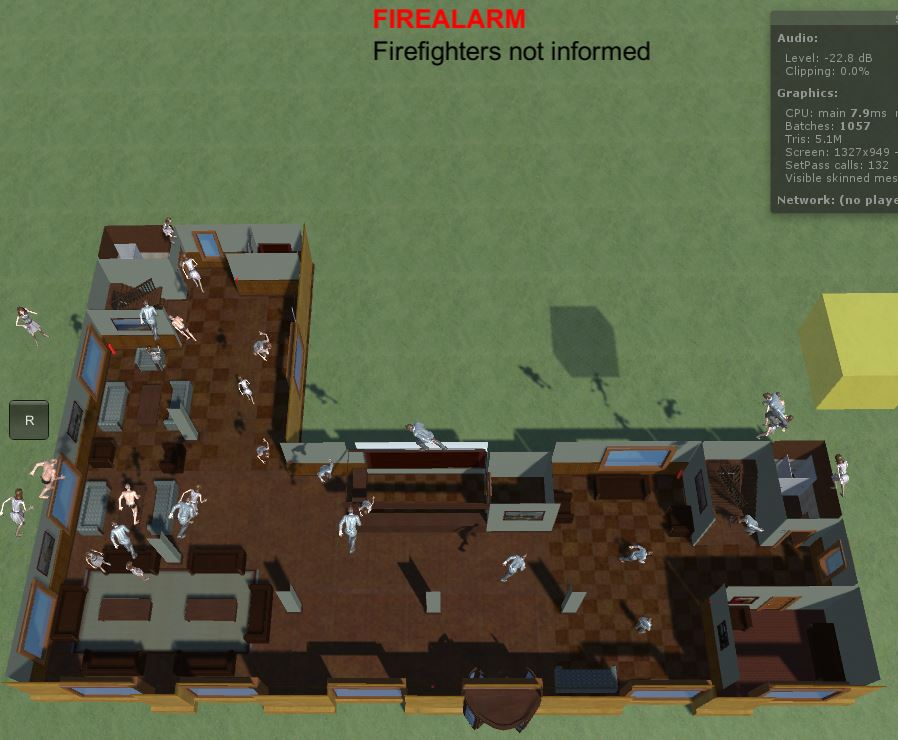 FIREALARM
Firefighters not informed
Audio:
Level: -22.8 dB
Clipping: 0.0%
Graphics:
CPU: main 7.9ms
Batches: 1057
Tris: 5.1M
Screen: 1327x949 -
SetPass calls: 132
Visible skinned mes
Network: (no playe
R